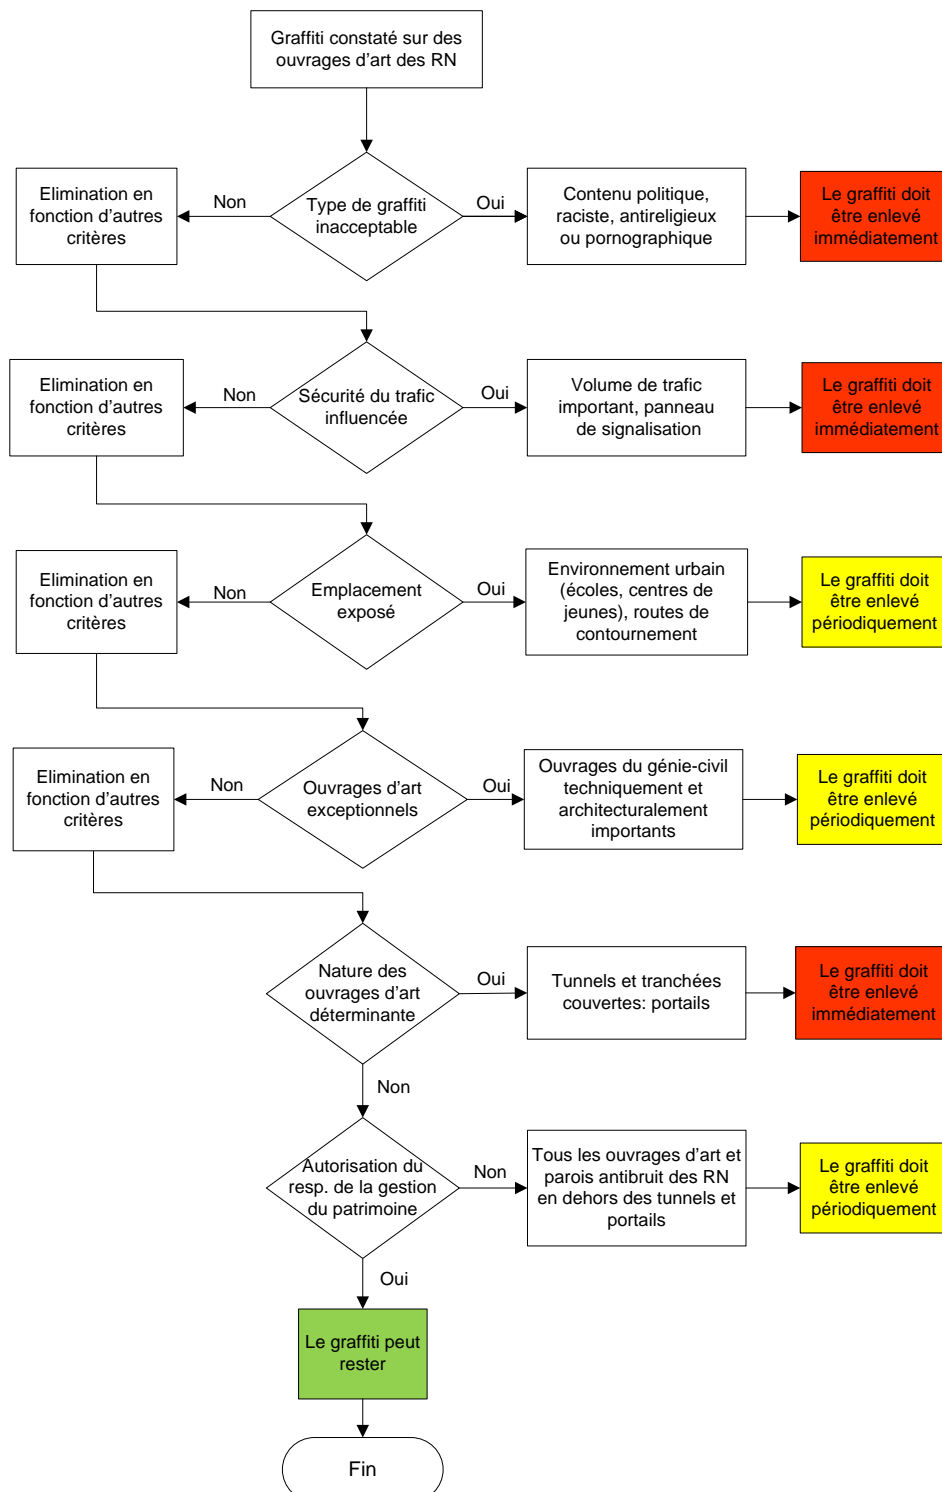 Graffiti constaté sur des
ouvrages d'art des RN
Elimination en
fonction d'autres
critères
Non
Type de graffiti
inacceptable
Oui
Contenu politique,
raciste, antireligieux
ou pornographique
Le graffiti doit
être enlevé
immédiatement
Elimination en
fonction d'autres
critères
Non
Sécurité du trafic
influencée
Oui
Volume de trafic
important, panneau
de signalisation
Le graffiti doit
être enlevé
immédiatement
Elimination en
fonction d'autres
critères
Non
Emplacement
exposé
Oui
Environnement urbain
(écoles, centres de
jeunes), routes de
contournement
Le graffiti doit
être enlevé
périodiquement
Elimination en
fonction d'autres
critères
Non
Ouvrages d'art
exceptionnels
Oui
Ouvrages du génie-civil
techniquement et
architecturalement
importants
Le graffiti doit
être enlevé
périodiquement
Nature des
ouvrages d'art
déterminante
Oui
Tunnels et tranchées
couvertes: portails
Le graffiti doit
être enlevé
immédiatement
Non
Autorisation du
resp. de la gestion
du patrimoine
Non
Tous les ouvrages d'art et
parois antibruit des RN
en dehors des tunnels et
portails
Le graffiti doit
être enlevé
périodiquement
Oui
Le graffiti peut
rester
Fin